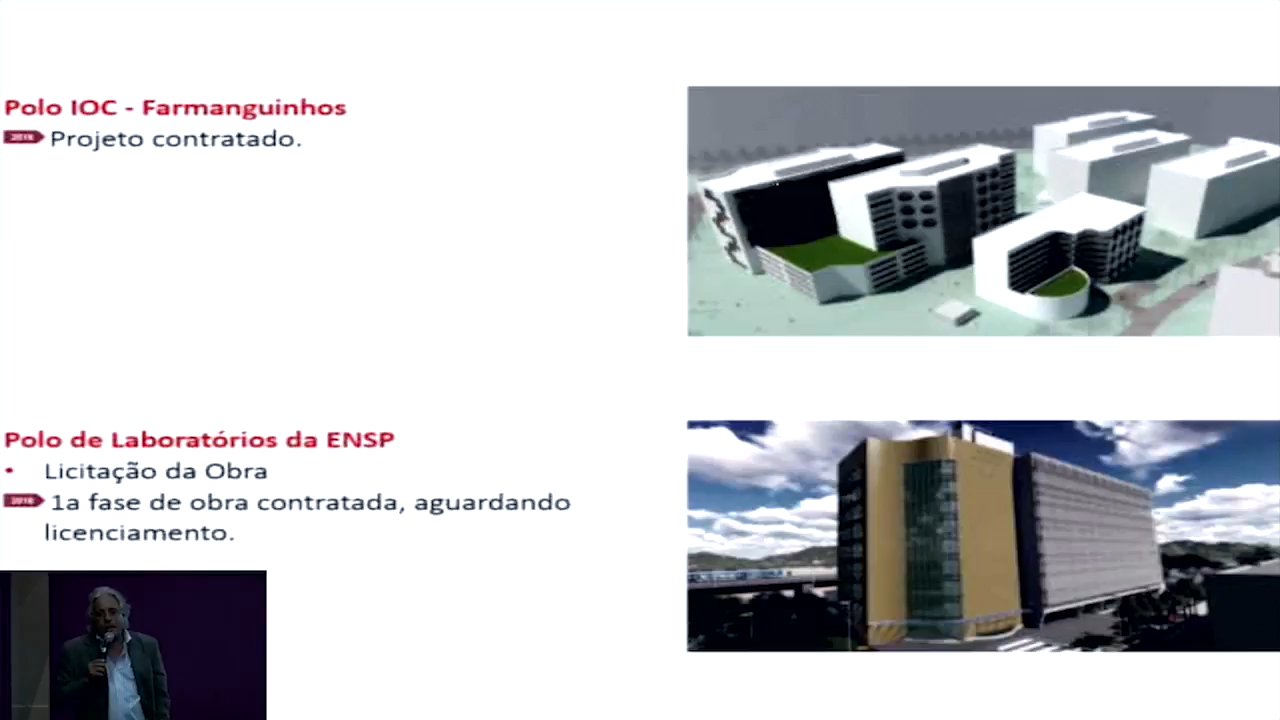 Polo IOC - Farmanguinhos
Projeto contratado.
Polo de Laboratórios da ENSP
• Licitação da Obra
1a fase de obra contratada, aguardando
licenciamento.